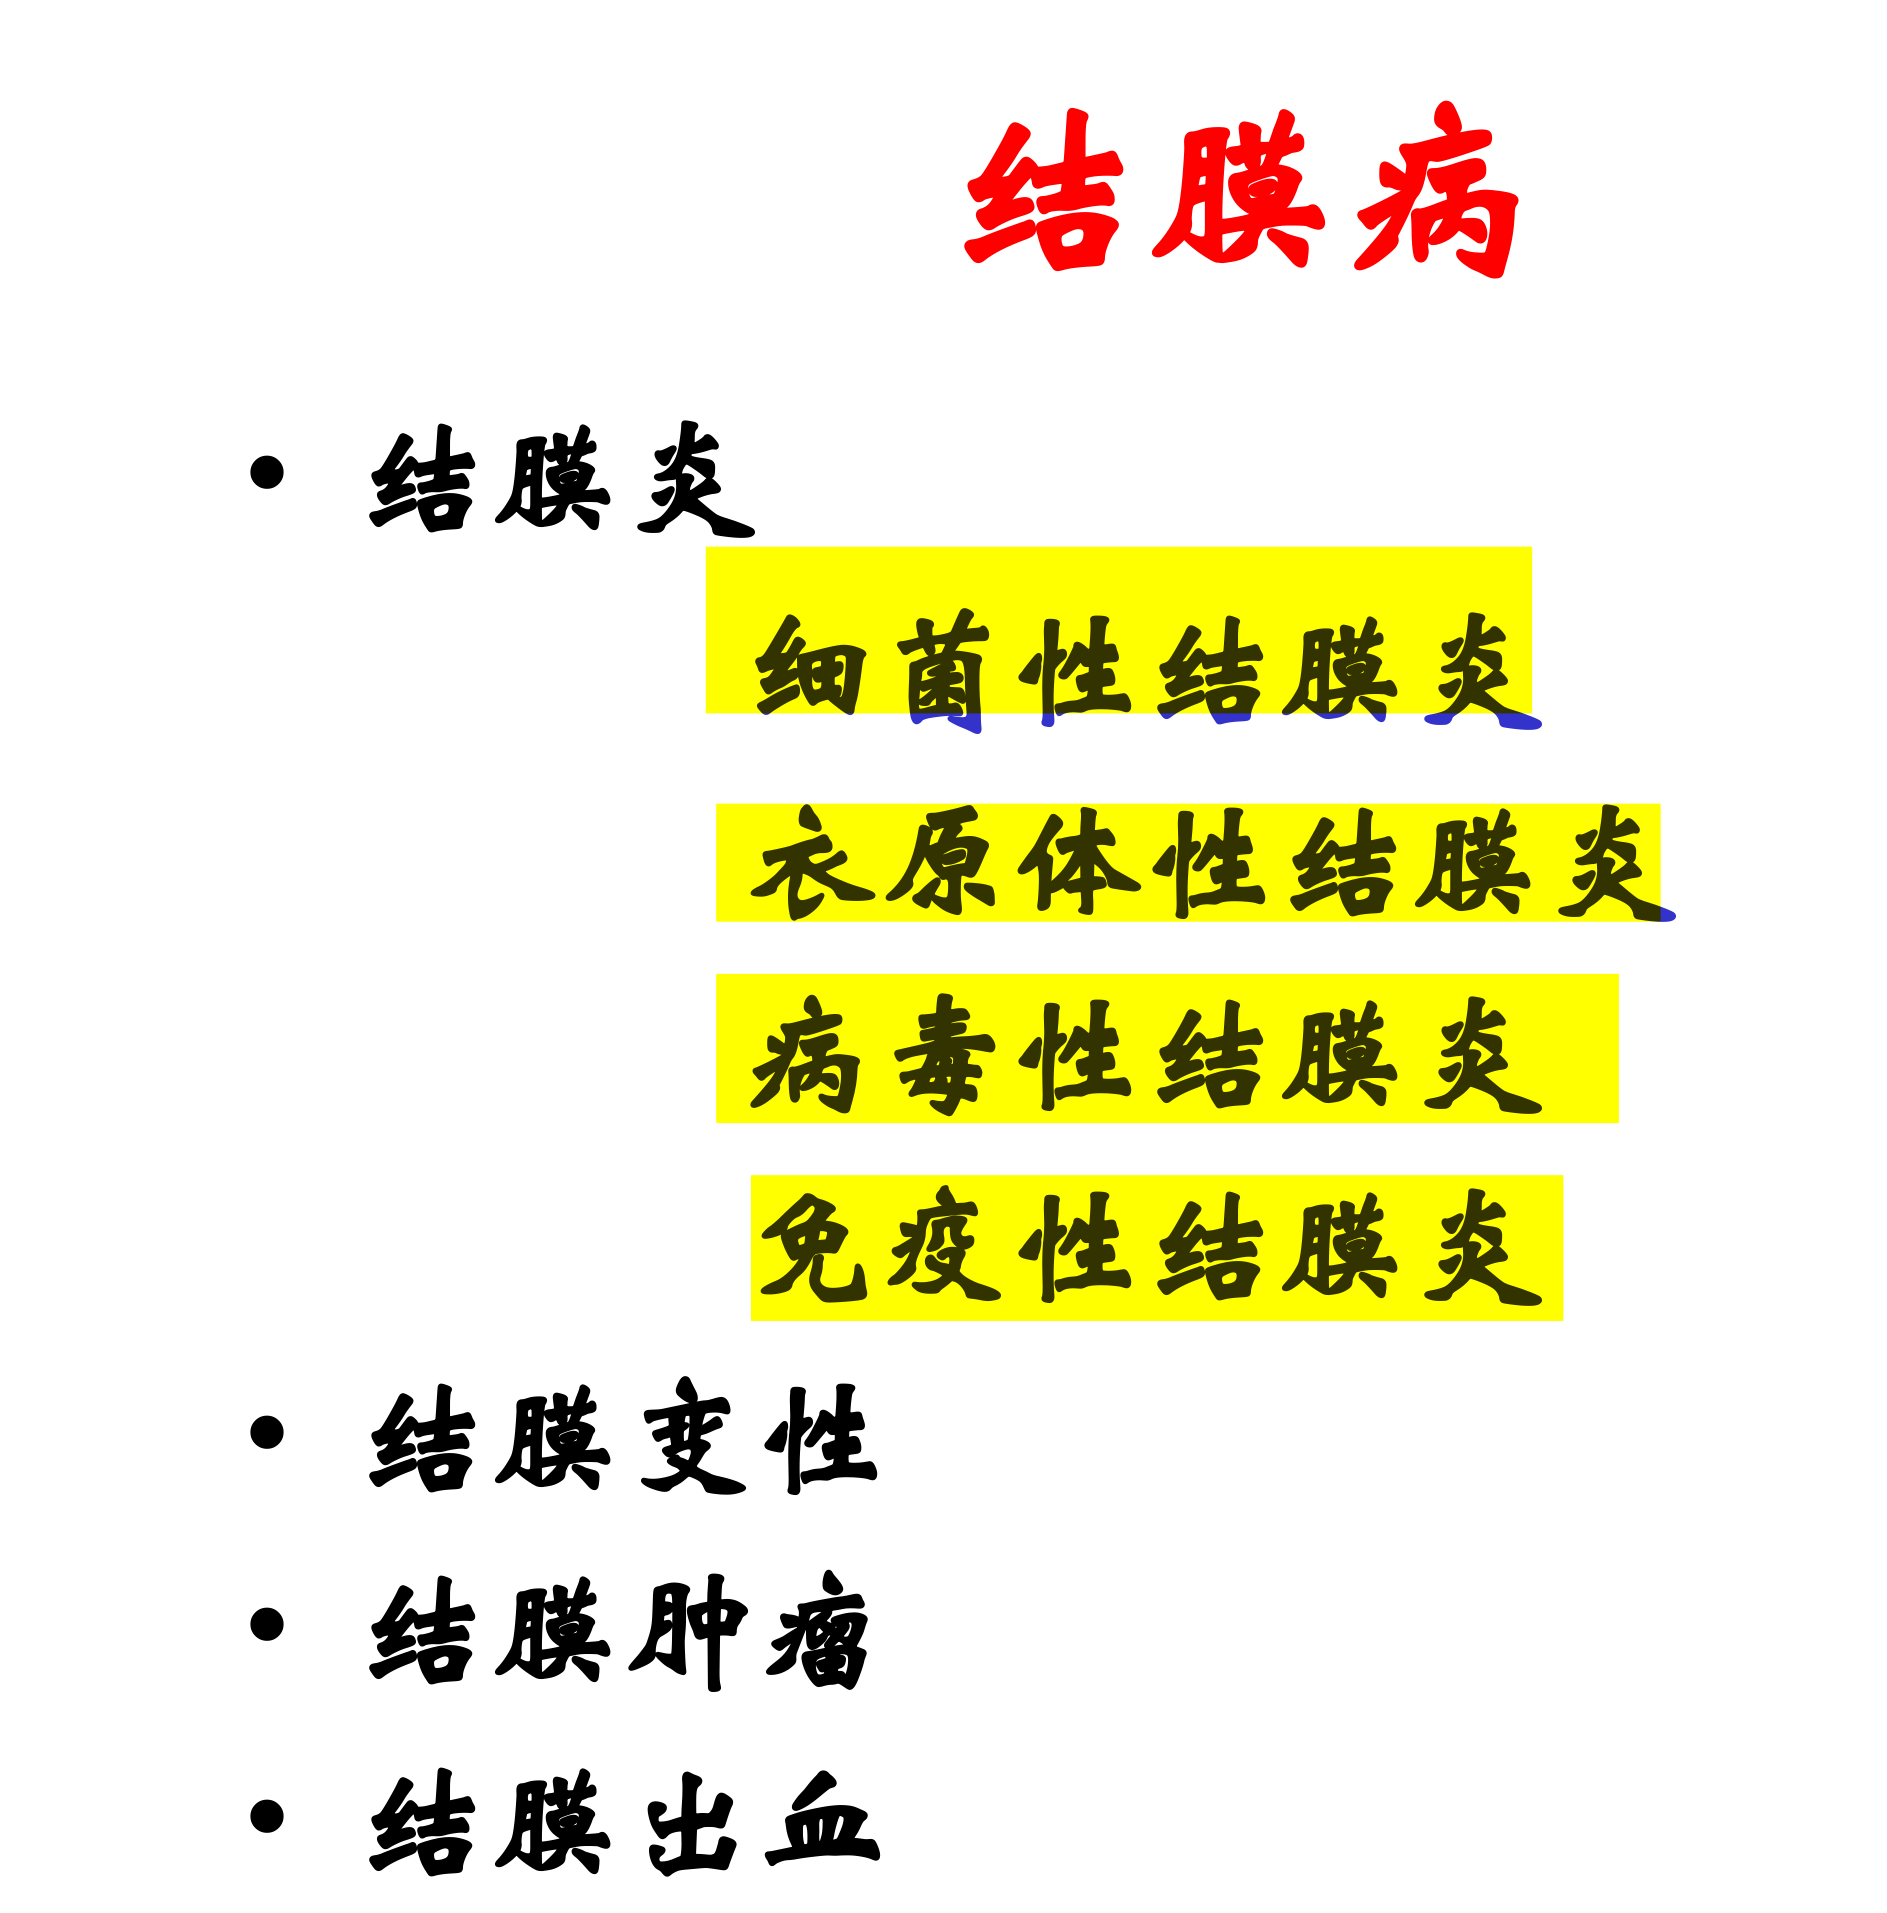 结膜病
• 结膜炎
细菌性结膜炎
衣原体性结膜炎
病毒性结膜炎
免疫性结膜炎
• 结膜变性
• 结膜肿瘤
• 结膜出血